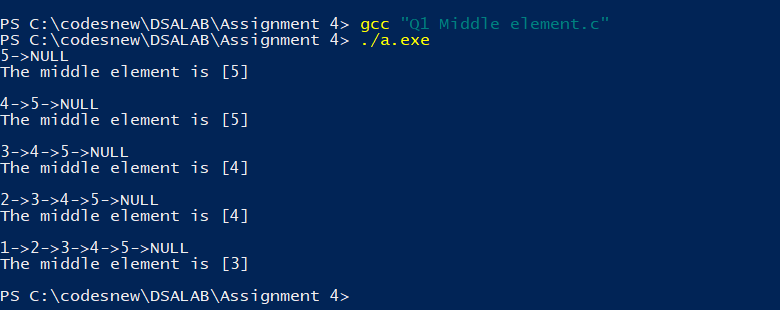 PS C:\codesnew\DSALAB\Assignment 4> gcc "Q1 Middle element.c"
PS C:\codesnew\DSALAB\Assignment 4> ./a.exe
5->NULL
The middle element is [5]
4->5->NULL
The middle element is [5]
3->4->5->NULL
The middle element is [4]
2->3->4->5->NULL
The middle element is [4]
1->2->3->4->5->NULL
The middle element is [3]
PS C:\codesnew\DSALAB\Assignment 4>